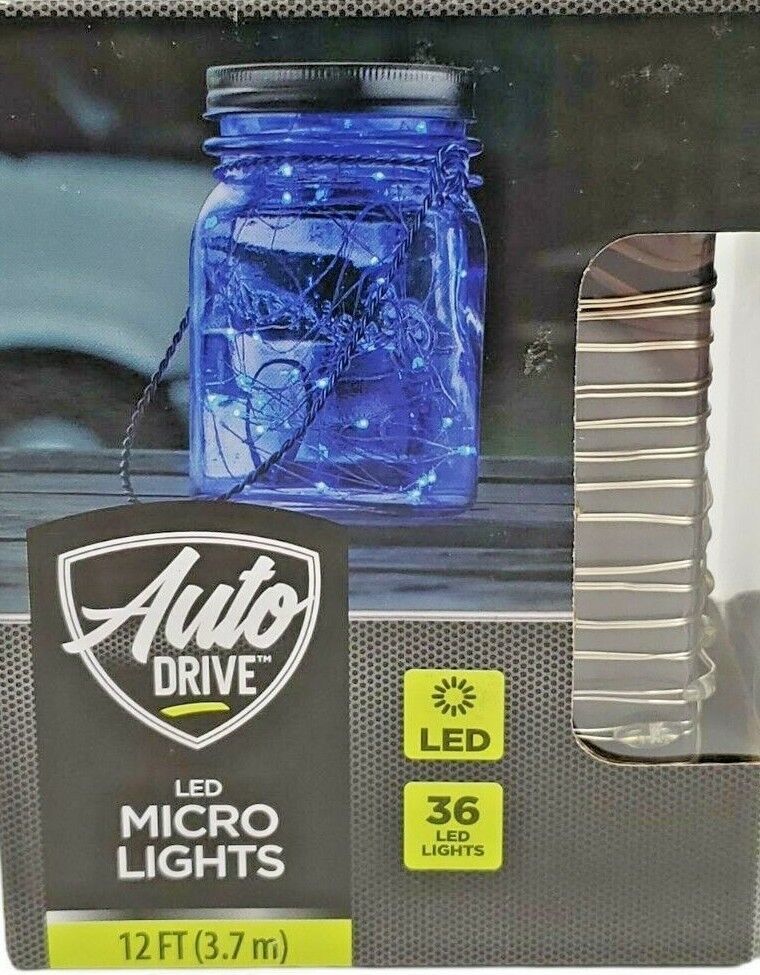 Auto
DRIVE™
LED
MICRO
LIGHTS
12 FT (3.7 m)
LED
36
LED
LIGHTS